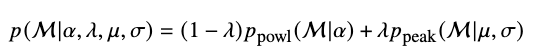 p(ℳ|α, λ, μ, σ) = (1 − λ)p_powl(ℳ|α) + λp_peak(ℳ|μ, σ)